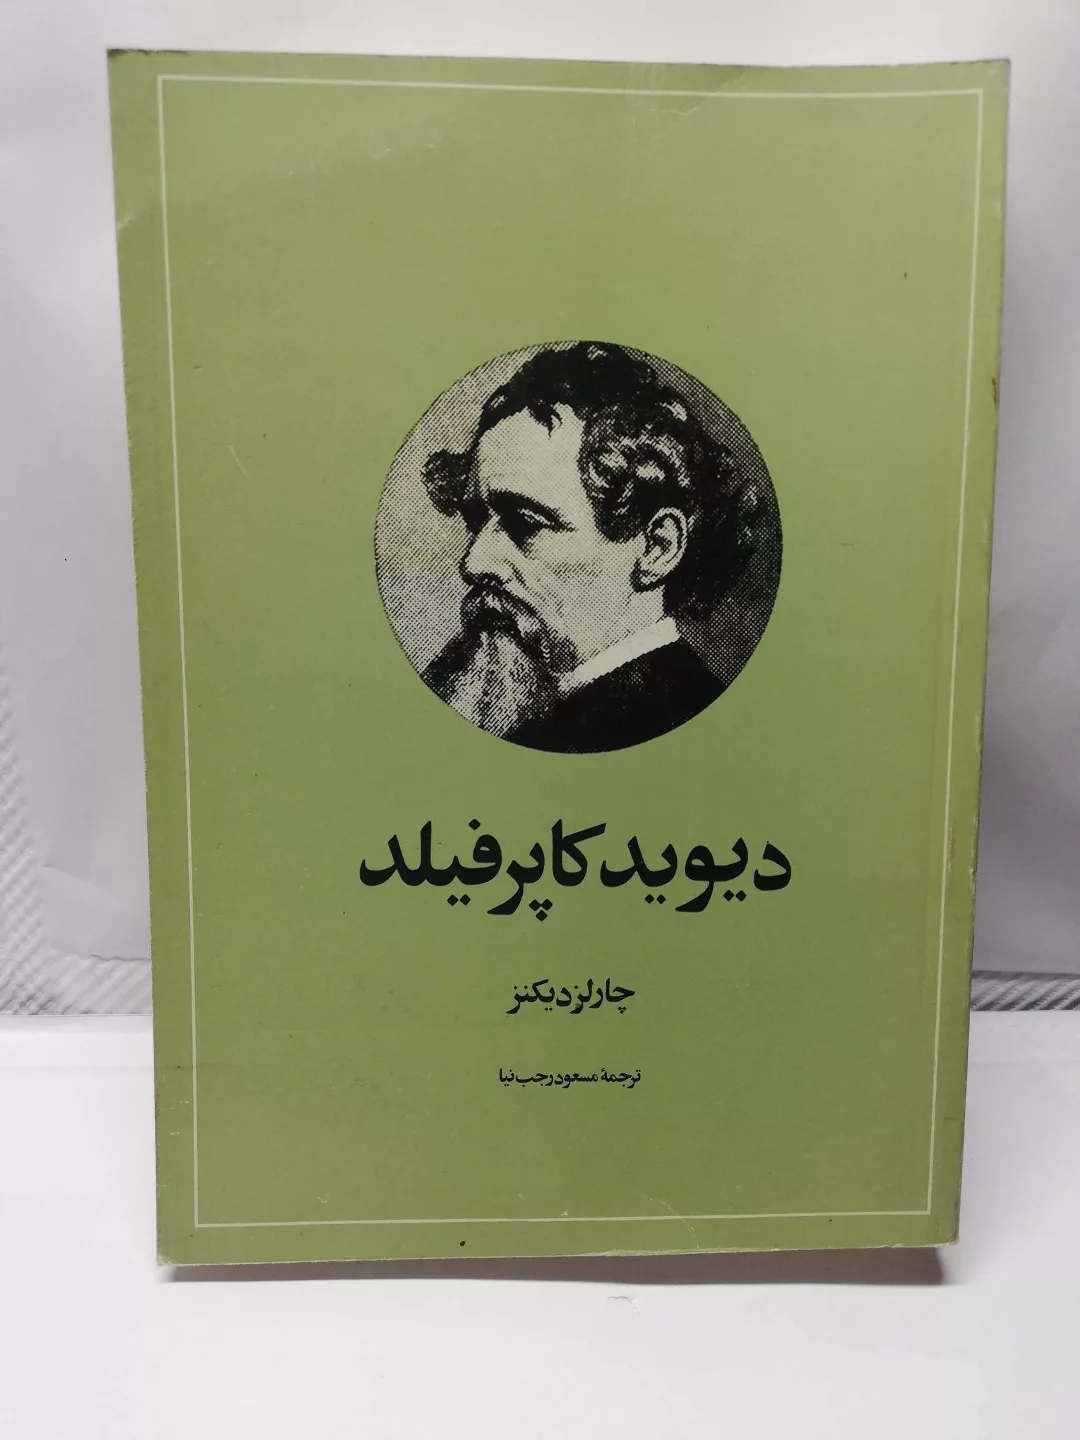 دیوید کاپرفیلد
چارلز دیکنز
ترجمهٔ مسعود رجب‌نیا